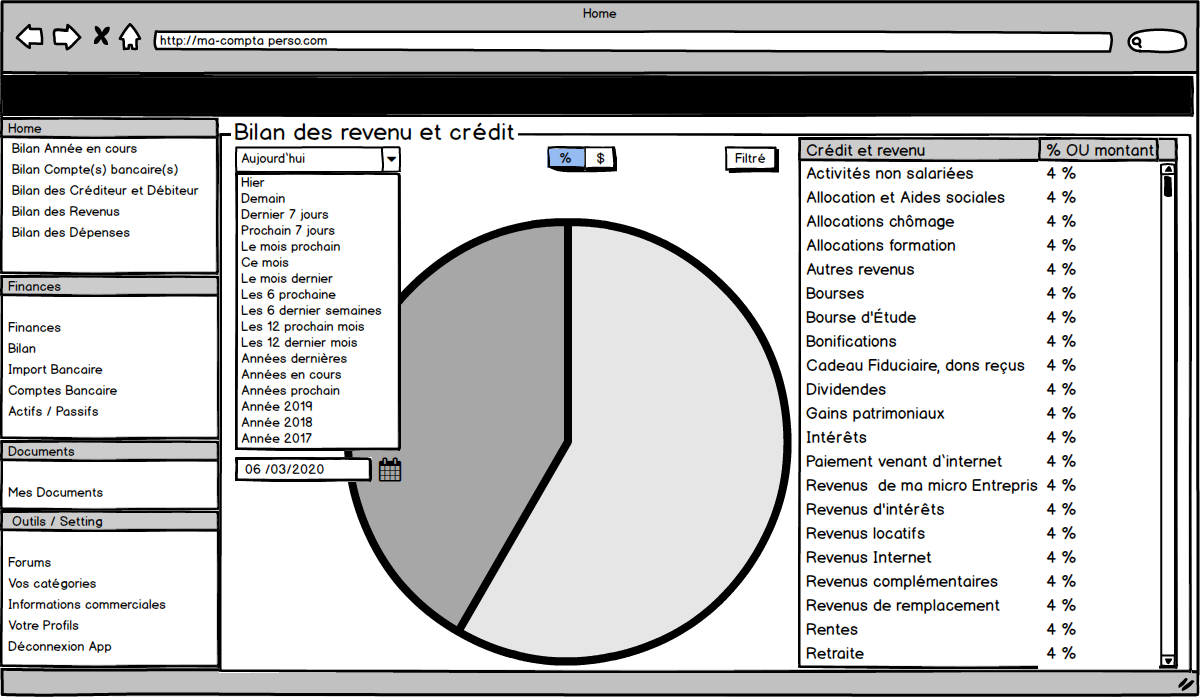 Home
http://ma-compta perso.com
Home
Bilan Année en cours
Bilan Compte(s) bancaire(s)
Bilan des Créditeur et Débiteur
Bilan des Revenus
Bilan des Dépenses
Finances
Finances
Bilan
Import Bancaire
Comptes Bancaire
Actifs / Passifs
Documents
Mes Documents
Outils / Setting
Forums
Vos catégories
Informations commerciales
Votre Profils
Déconnexion App
Bilan des revenu et crédit
Aujourd`hui
Hier
Demain
Dernier 7 jours
Prochain 7 jours
Le mois prochain
Ce mois
Le mois dernier
Les 6 prochaine
Les 6 dernier semaines
Les 12 prochain mois
Les 12 dernier mois
Années dernières
Années en cours
Années prochain
Année 2019
Année 2018
Année 2017
06 /03/2020
% $
Filtré
Crédit et revenu % OU montant
Activités non salariées 4 %
Allocation et Aides sociales 4 %
Allocations chômage 4 %
Allocations formation 4 %
Autres revenus 4 %
Bourses 4 %
Bourse d'Étude 4 %
Bonifications 4 %
Cadeau Fiduciaire, dons reçus 4 %
Dividendes 4 %
Gains patrimoniaux 4 %
Intérêts 4 %
Paiement venant d`internet 4 %
Revenus  de ma micro Entrepris 4 %
Revenus d'intérêts 4 %
Revenus locatifs 4 %
Revenus Internet 4 %
Revenus complémentaires 4 %
Revenus de remplacement 4 %
Rentes 4 %
Retraite 4 %